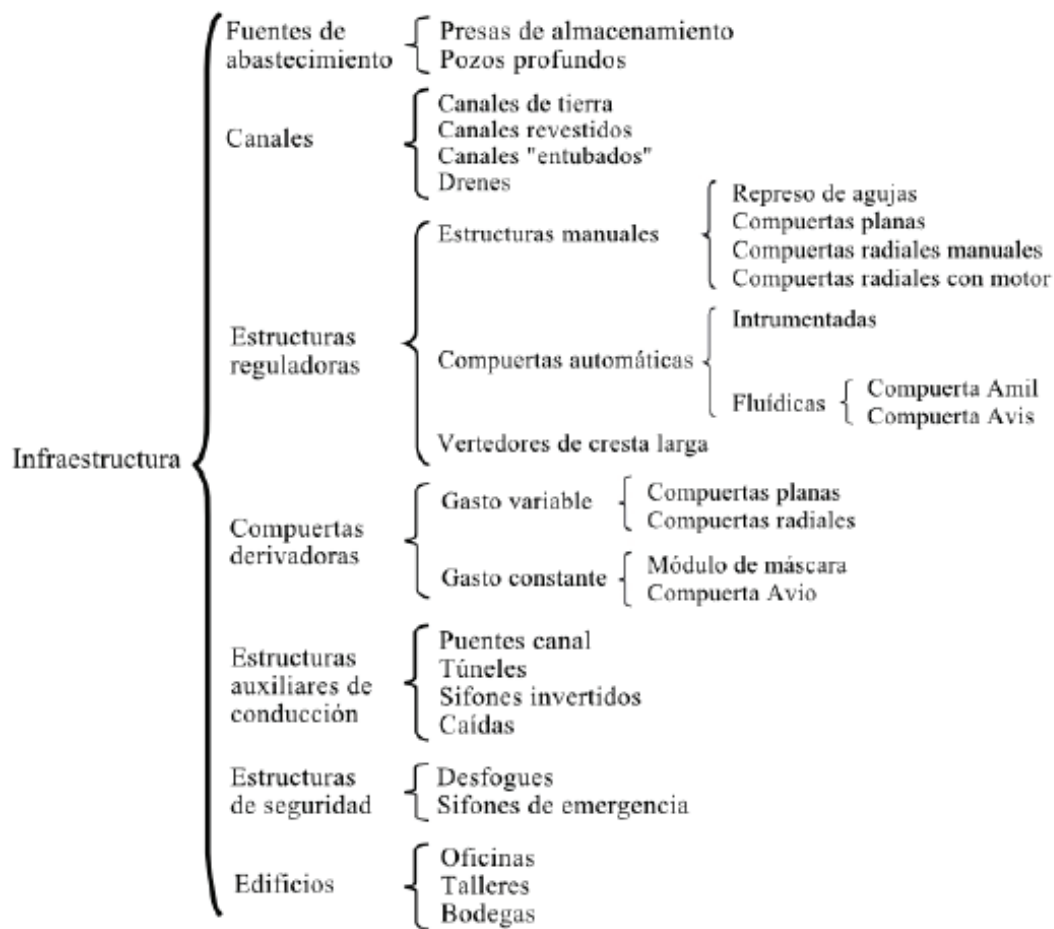 Infraestructura
Fuentes de
abastecimiento
Presas de almacenamiento
Pozos profundos
Canales
Canales de tierra
Canales revestidos
Canales "entubados"
Drenes
Estructuras
reguladoras
Estructuras manuales
Represo de agujas
Compuertas planas
Compuertas radiales manuales
Compuertas radiales con motor
Compuertas automáticas
Intrumentadas
Fluídicas
Compuerta Amil
Compuerta Avis
Vertedores de cresta larga
Compuertas
derivadoras
Gasto variable
Compuertas planas
Compuertas radiales
Gasto constante
Módulo de máscara
Compuerta Avio
Estructuras
auxiliares de
conducción
Puentes canal
Túneles
Sifones invertidos
Caídas
Estructuras
de seguridad
Desfogues
Sifones de emergencia
Edificios
Oficinas
Talleres
Bodegas